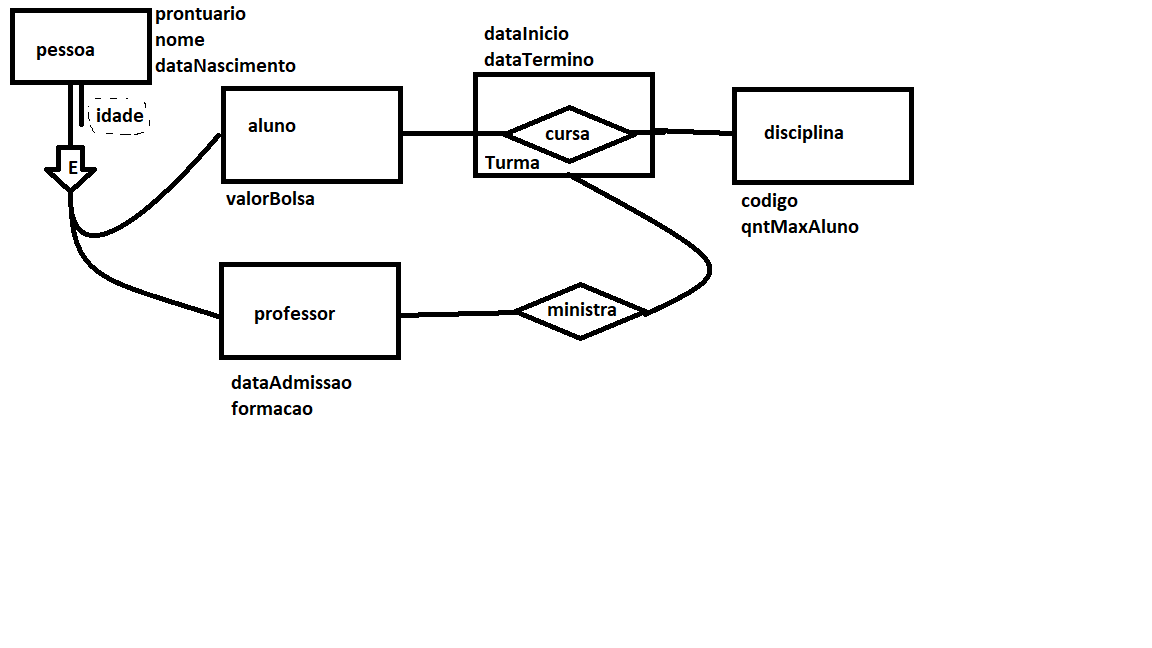 pessoa
prontuario
nome
dataNascimento
idade
E
aluno
valorBolsa
dataInicio
dataTermino
cursa
Turma
disciplina
codigo
qntMaxAluno
professor
dataAdmissao
formacao
ministra